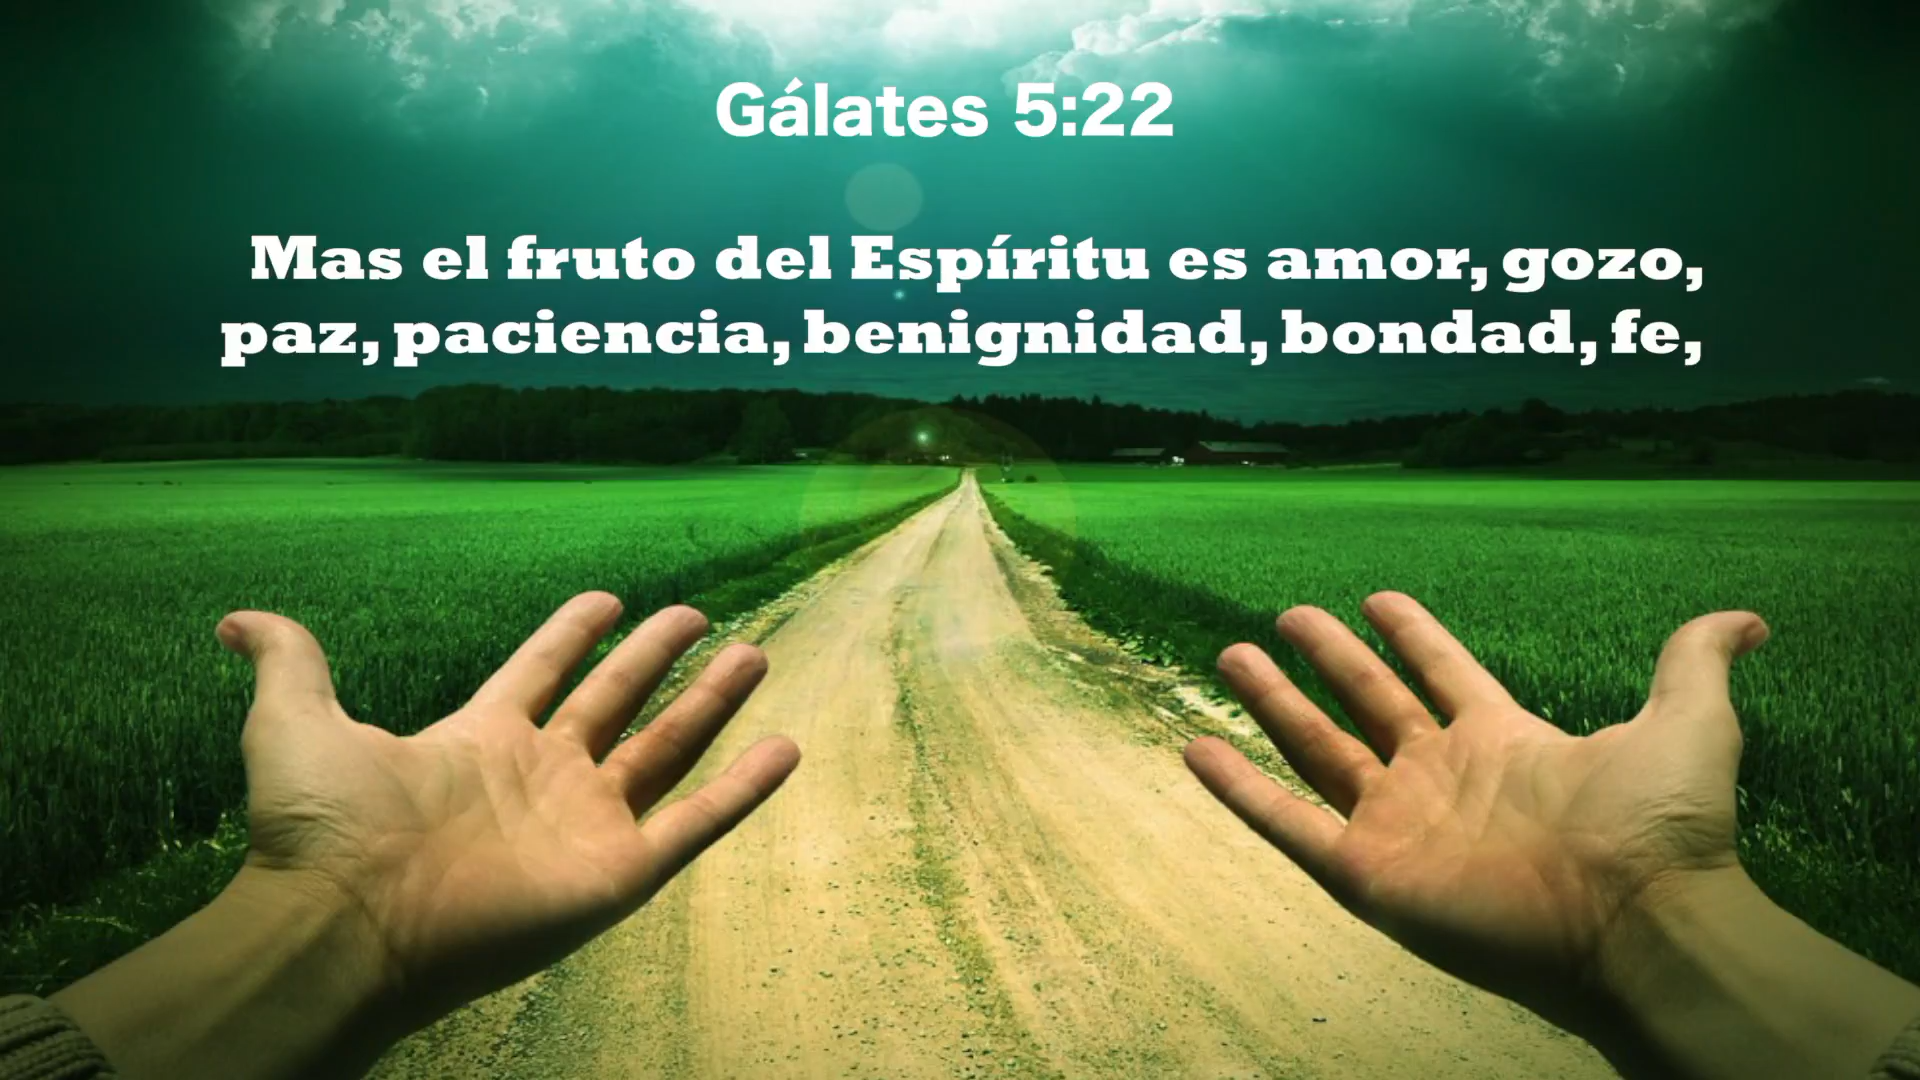 Gálates 5:22
Mas el fruto del Espíritu es amor, gozo,
paz, paciencia, benignidad, bondad, fe,